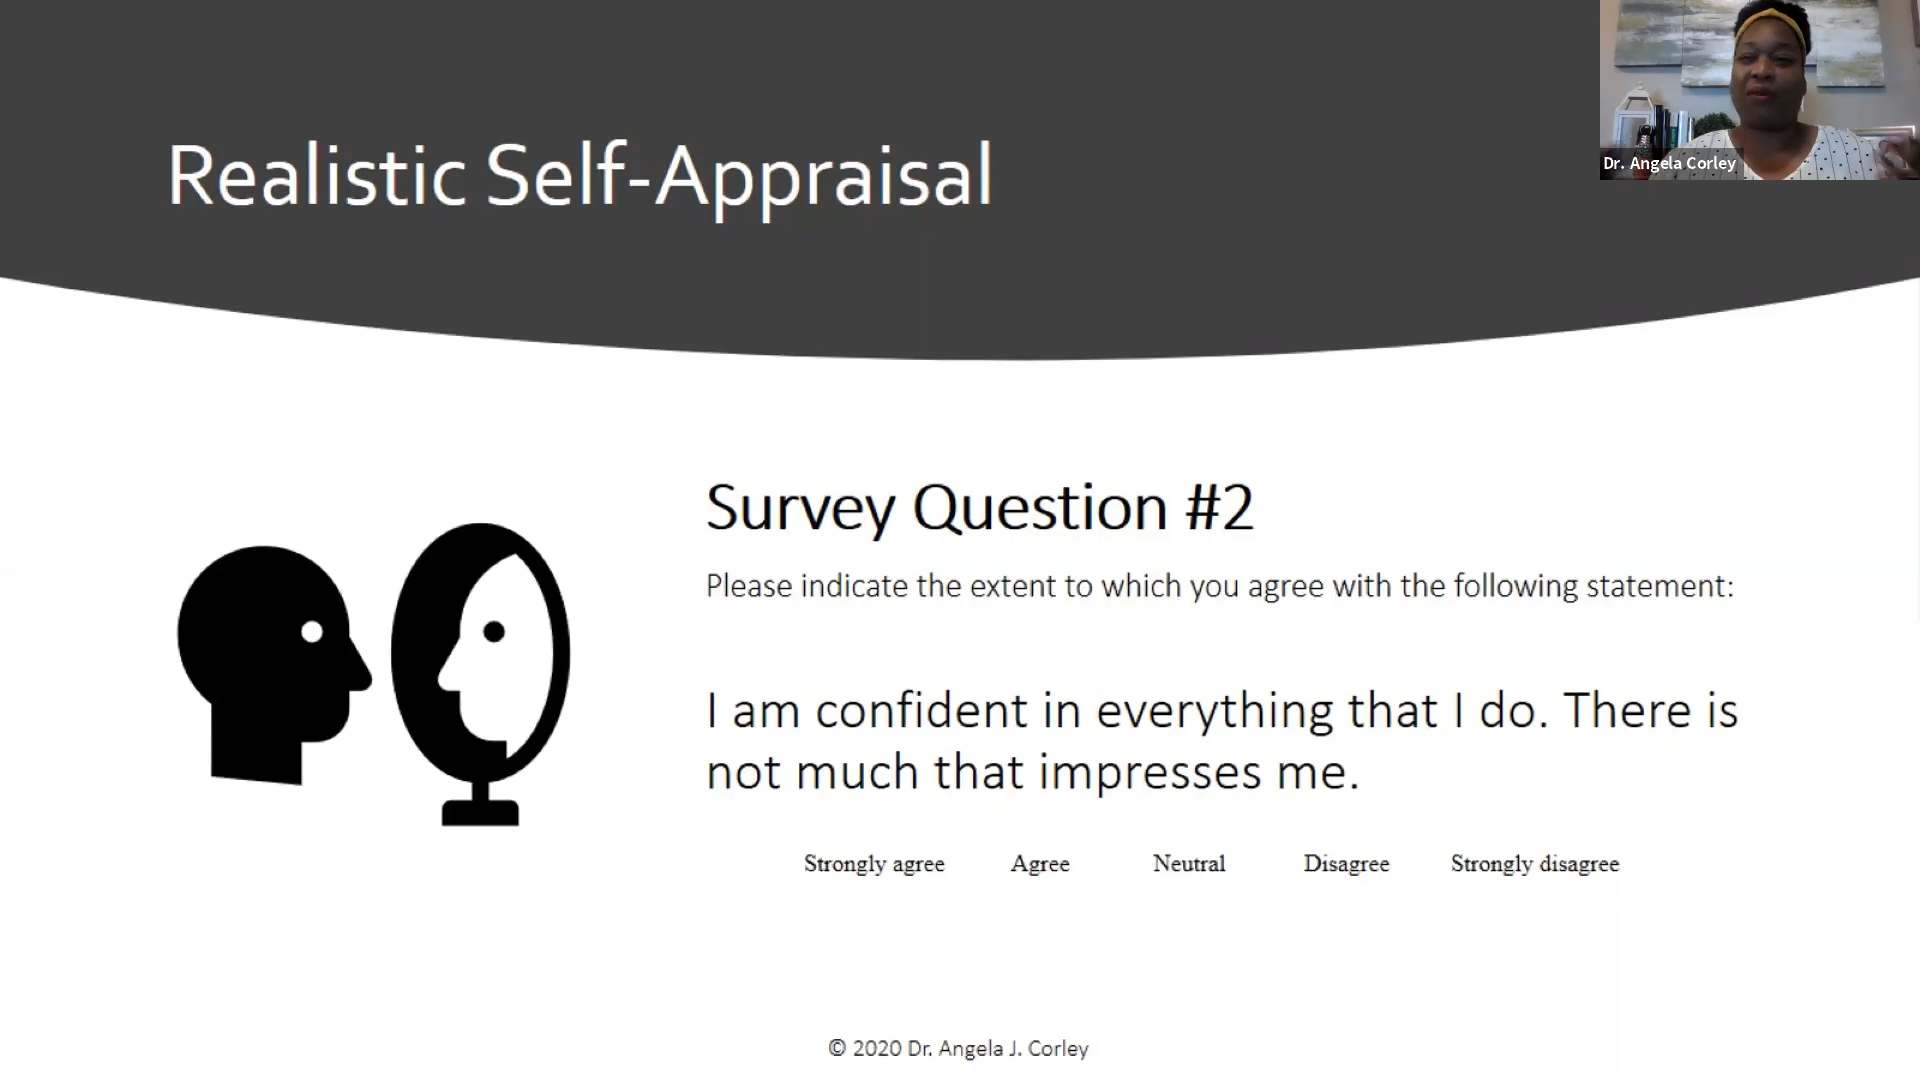 Realistic Self-Appraisal
Dr. Angela Corley
Survey Question #2
Please indicate the extent to which you agree with the following statement:
I am confident in everything that I do. There is
not much that impresses me.
Strongly agree Agree Neutral Disagree Strongly disagree
© 2020 Dr. Angela J. Corley